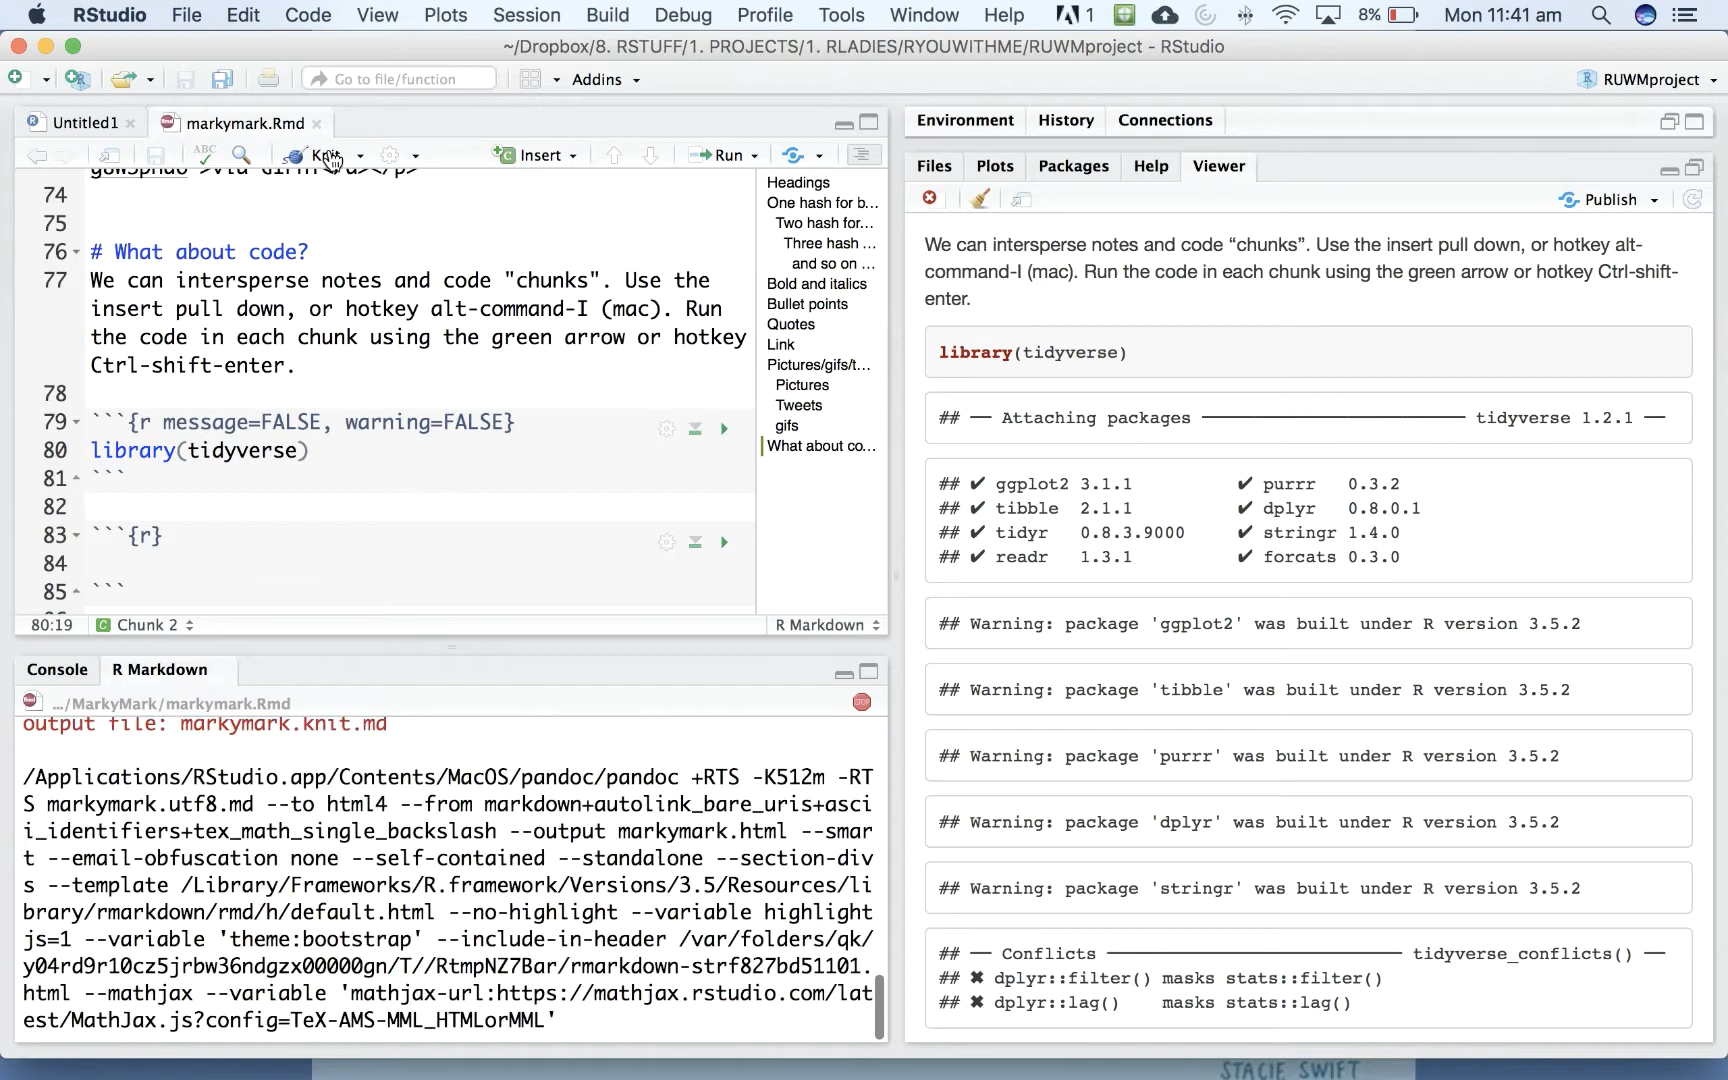 RStudio File Edit Code View Plots Session Build Debug Profile Tools Window Help 1 8% Mon 11:41 am
~/Dropbox/8. RSTUFF/1. PROJECTS/1. RLADIES/RYOUWITHME/RUWMproject - RStudio
Go to file/function Addins RUWMproject
Untitled1 markymark.Rmd
ABC Knit Insert Run
74
75
76 # What about code?
77 We can intersperse notes and code "chunks". Use the
insert pull down, or hotkey alt-command-I (mac). Run
the code in each chunk using the green arrow or hotkey
Ctrl-shift-enter.
78
79 ```{r message=FALSE, warning=FALSE}
80 library(tidyverse)
81 ```
82
83 ```{r}
84
85 ```
80:19 Chunk 2 R Markdown
Headings
One hash for b...
Two hash for...
Three hash ...
and so on ...
Bold and italics
Bullet points
Quotes
Link
Pictures/gifs/t...
Pictures
Tweets
gifs
What about co...
Console R Markdown
.../MarkyMark/markymark.Rmd
STOP
output file: markymark.knit.md
/Applications/RStudio.app/Contents/MacOS/pandoc/pandoc +RTS -K512m -RT
S markymark.utf8.md --to html4 --from markdown+autolink_bare_uris+asci
i_identifiers+tex_math_single_backslash --output markymark.html --smar
t --email-obfuscation none --self-contained --standalone --section-div
s --template /Library/Frameworks/R.framework/Versions/3.5/Resources/li
brary/rmarkdown/rmd/h/default.html --no-highlight --variable highlight
js=1 --variable 'theme:bootstrap' --include-in-header /var/folders/qk/
y04rd9r10cz5jrbw36ndgzx00000gn/T//RtmpNZ7Bar/rmarkdown-strf827bd51101.
html --mathjax --variable 'mathjax-url:https://mathjax.rstudio.com/lat
est/MathJax.js?config=TeX-AMS-MML_HTMLorMML'
Environment History Connections
Files Plots Packages Help Viewer
Publish
We can intersperse notes and code “chunks”. Use the insert pull down, or hotkey alt-
command-I (mac). Run the code in each chunk using the green arrow or hotkey Ctrl-shift-
enter.
library(tidyverse)
## ── Attaching packages ──────────────────────── tidyverse 1.2.1 ──
## ✔ ggplot2 3.1.1 ✔ purrr 0.3.2
## ✔ tibble 2.1.1 ✔ dplyr 0.8.0.1
## ✔ tidyr 0.8.3.9000 ✔ stringr 1.4.0
## ✔ readr 1.3.1 ✔ forcats 0.3.0
## Warning: package 'ggplot2' was built under R version 3.5.2
## Warning: package 'tibble' was built under R version 3.5.2
## Warning: package 'purrr' was built under R version 3.5.2
## Warning: package 'dplyr' was built under R version 3.5.2
## Warning: package 'stringr' was built under R version 3.5.2
## ── Conflicts ─────────────────── tidyverse_conflicts() ──
## ✖ dplyr::filter() masks stats::filter()
## ✖ dplyr::lag() masks stats::lag()
STACIE SWIFT